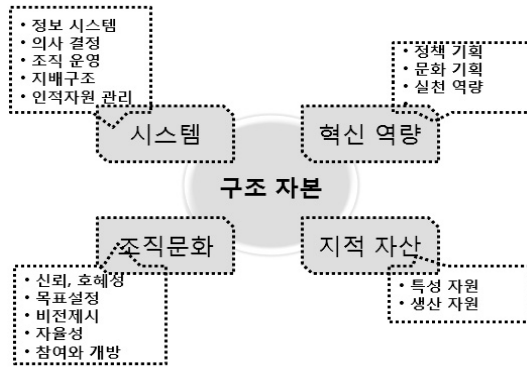 • 정보 시스템
• 의사 결정
• 조직 운영
• 지배구조
• 인적자원 관리
시스템
• 정책 기획
• 문화 기획
• 실천 역량
혁신 역량
구조 자본
조직문화
• 신뢰, 호혜성
• 목표설정
• 비전제시
• 자율성
• 참여와 개방
지적 자산
• 특성 자원
• 생산 자원